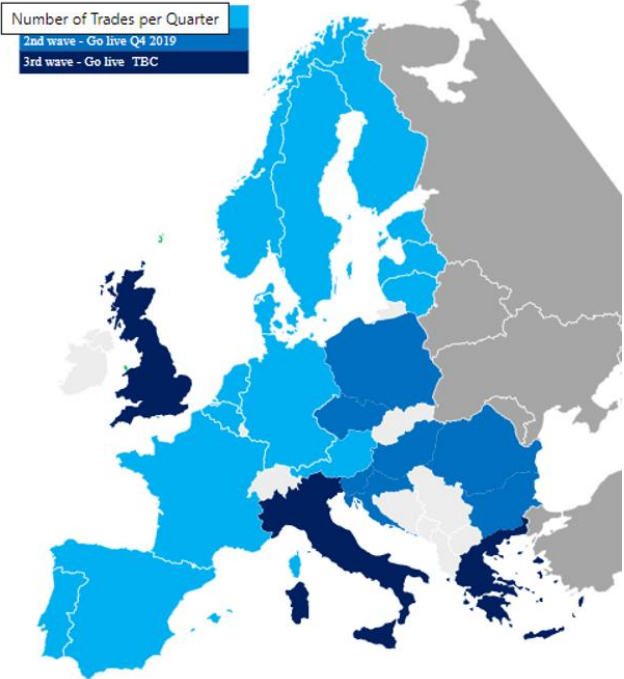 Number of Trades per Quarter
2nd wave - Go live Q4 2019
3rd wave - Go live  TBC